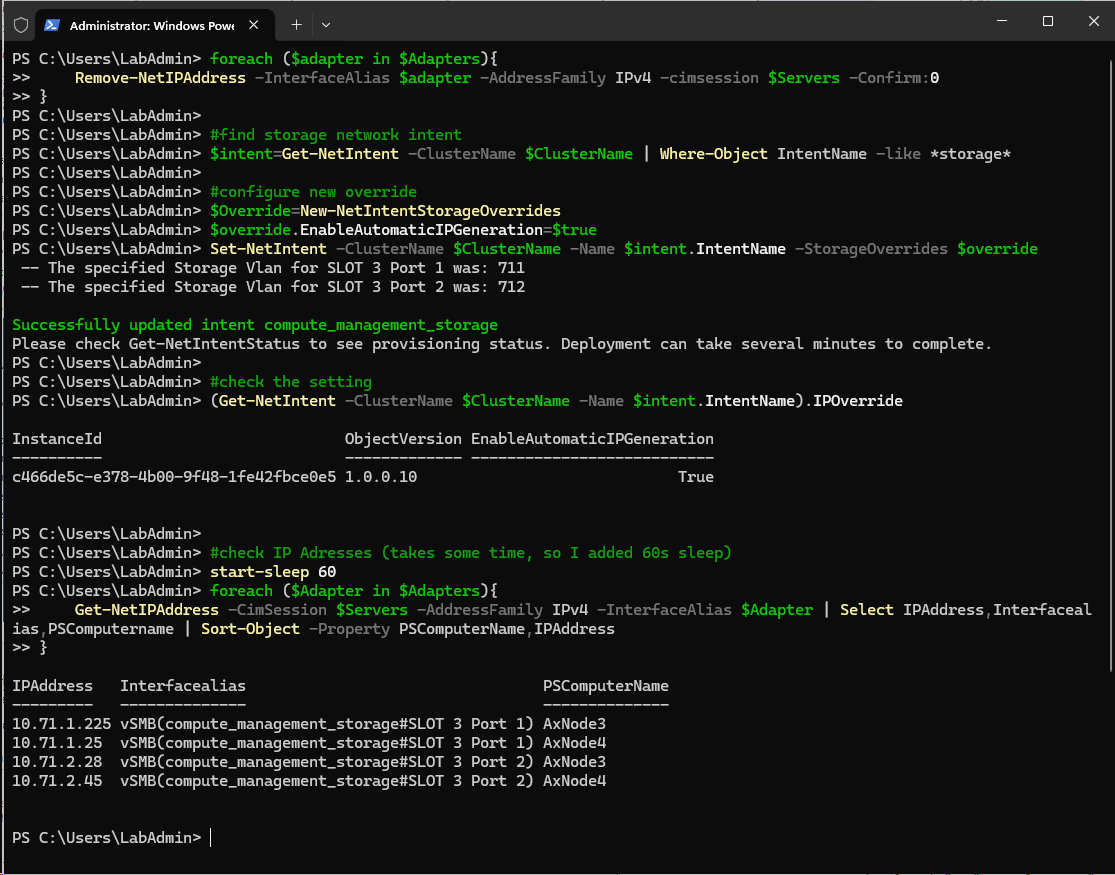 Administrator: Windows Powe
PS C:\Users\LabAdmin> foreach ($adapter in $Adapters){
>>     Remove-NetIPAddress -InterfaceAlias $adapter -AddressFamily IPv4 -cimsession $Servers -Confirm:0
>> }
PS C:\Users\LabAdmin>
PS C:\Users\LabAdmin> #find storage network intent
PS C:\Users\LabAdmin> $intent=Get-NetIntent -ClusterName $ClusterName | Where-Object IntentName -like *storage*
PS C:\Users\LabAdmin>
PS C:\Users\LabAdmin> #configure new override
PS C:\Users\LabAdmin> $Override=New-NetIntentStorageOverrides
PS C:\Users\LabAdmin> $override.EnableAutomaticIPGeneration=$true
PS C:\Users\LabAdmin> Set-NetIntent -ClusterName $ClusterName -Name $intent.IntentName -StorageOverrides $override
 -- The specified Storage Vlan for SLOT 3 Port 1 was: 711
 -- The specified Storage Vlan for SLOT 3 Port 2 was: 712
Successfully updated intent compute_management_storage
Please check Get-NetIntentStatus to see provisioning status. Deployment can take several minutes to complete.
PS C:\Users\LabAdmin>
PS C:\Users\LabAdmin> #check the setting
PS C:\Users\LabAdmin> (Get-NetIntent -ClusterName $ClusterName -Name $intent.IntentName).IPOverride
InstanceId                           ObjectVersion EnableAutomaticIPGeneration
----------                           ------------- ---------------------------
c466de5c-e378-4b00-9f48-1fe42fbce0e5 1.0.0.10                             True
PS C:\Users\LabAdmin>
PS C:\Users\LabAdmin> #check IP Adresses (takes some time, so I added 60s sleep)
PS C:\Users\LabAdmin> start-sleep 60
PS C:\Users\LabAdmin> foreach ($Adapter in $Adapters){
>>     Get-NetIPAddress -CimSession $Servers -AddressFamily IPv4 -InterfaceAlias $Adapter | Select IPAddress,Interfaceal
ias,PSComputername | Sort-Object -Property PSComputerName,IPAddress
>> }
IPAddress   Interfacealias                                 PSComputerName
---------   --------------                                 --------------
10.71.1.225 vSMB(compute_management_storage#SLOT 3 Port 1) AxNode3
10.71.1.25  vSMB(compute_management_storage#SLOT 3 Port 1) AxNode4
10.71.2.28  vSMB(compute_management_storage#SLOT 3 Port 2) AxNode3
10.71.2.45  vSMB(compute_management_storage#SLOT 3 Port 2) AxNode4
PS C:\Users\LabAdmin>